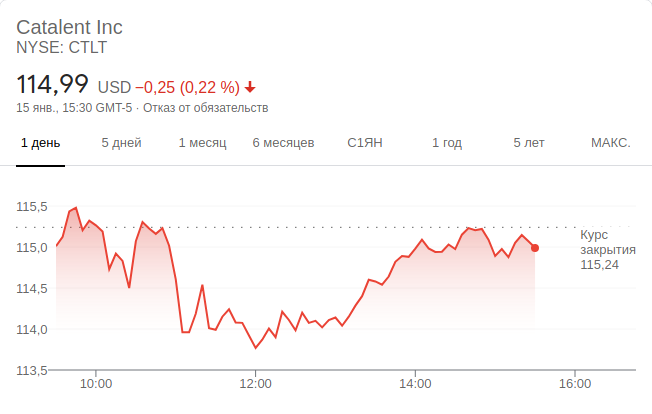 Catalent Inc
NYSE: CTLT
114,99 USD −0,25 (0,22 %)
15 янв., 15:30 GMT-5 · Отказ от обязательств
1 день 5 дней 1 месяц 6 месяцев С1ЯН 1 год 5 лет МАКС.
115,5
115,0
114,5
114,0
113,5
Курс
закрытия
115,24
10:00 12:00 14:00 16:00